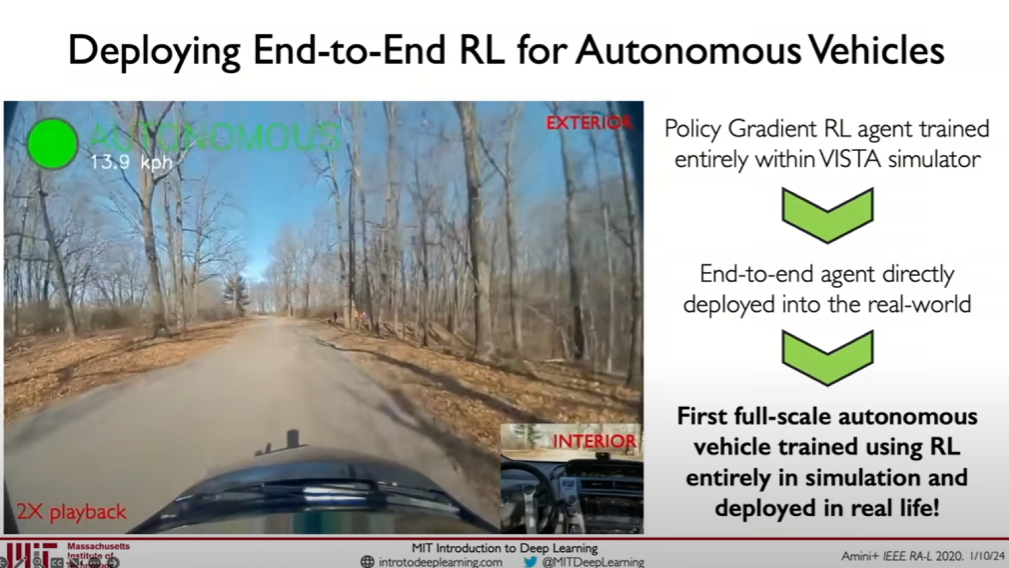 Deploying End-to-End RL for Autonomous Vehicles
AUTONOMOUS
13.9 kph
EXTERIOR
INTERIOR
2X playback
Policy Gradient RL agent trained
entirely within VISTA simulator
End-to-end agent directly
deployed into the real-world
First full-scale autonomous
vehicle trained using RL
entirely in simulation and
deployed in real life!
Massachusetts
Institute of
MIT Introduction to Deep Learning
introtodeeplearning.com @MITDeepLearning
Amini+ IEEE RA-L 2020. 1/10/24